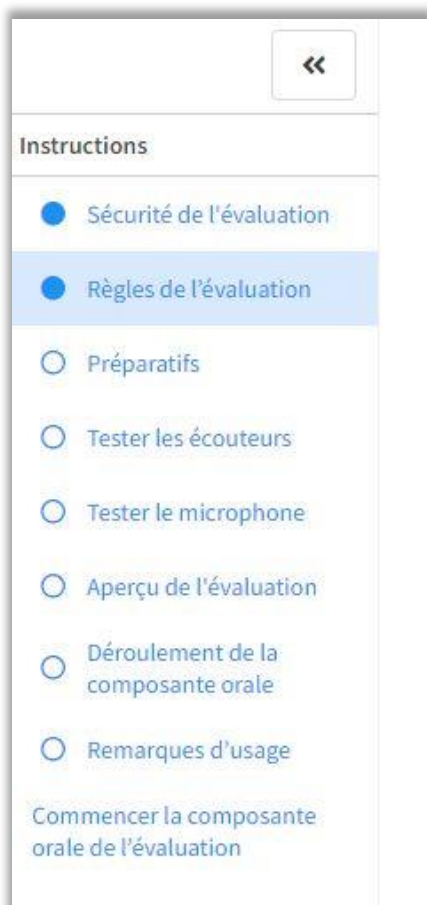 «
Instructions
Sécurité de l'évaluation
Règles de l’évaluation
Préparatifs
Tester les écouteurs
Tester le microphone
Aperçu de l'évaluation
Déroulement de la
composante orale
Remarques d’usage
Commencer la composante
orale de l’évaluation